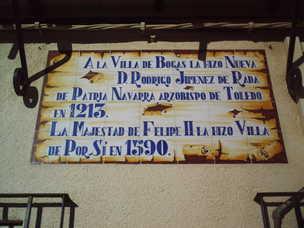 A LA VILLA DE BOGAS LA HIZO NUEVA
D. RODRIGO JIMENEZ DE RADA
DE PATRIA NAVARRA ARZOBISPO DE TOLEDO
EN 1213.
LA MAJESTAD DE FELIPE II LA HIZO VILLA
DE POR SÍ EN 1590.